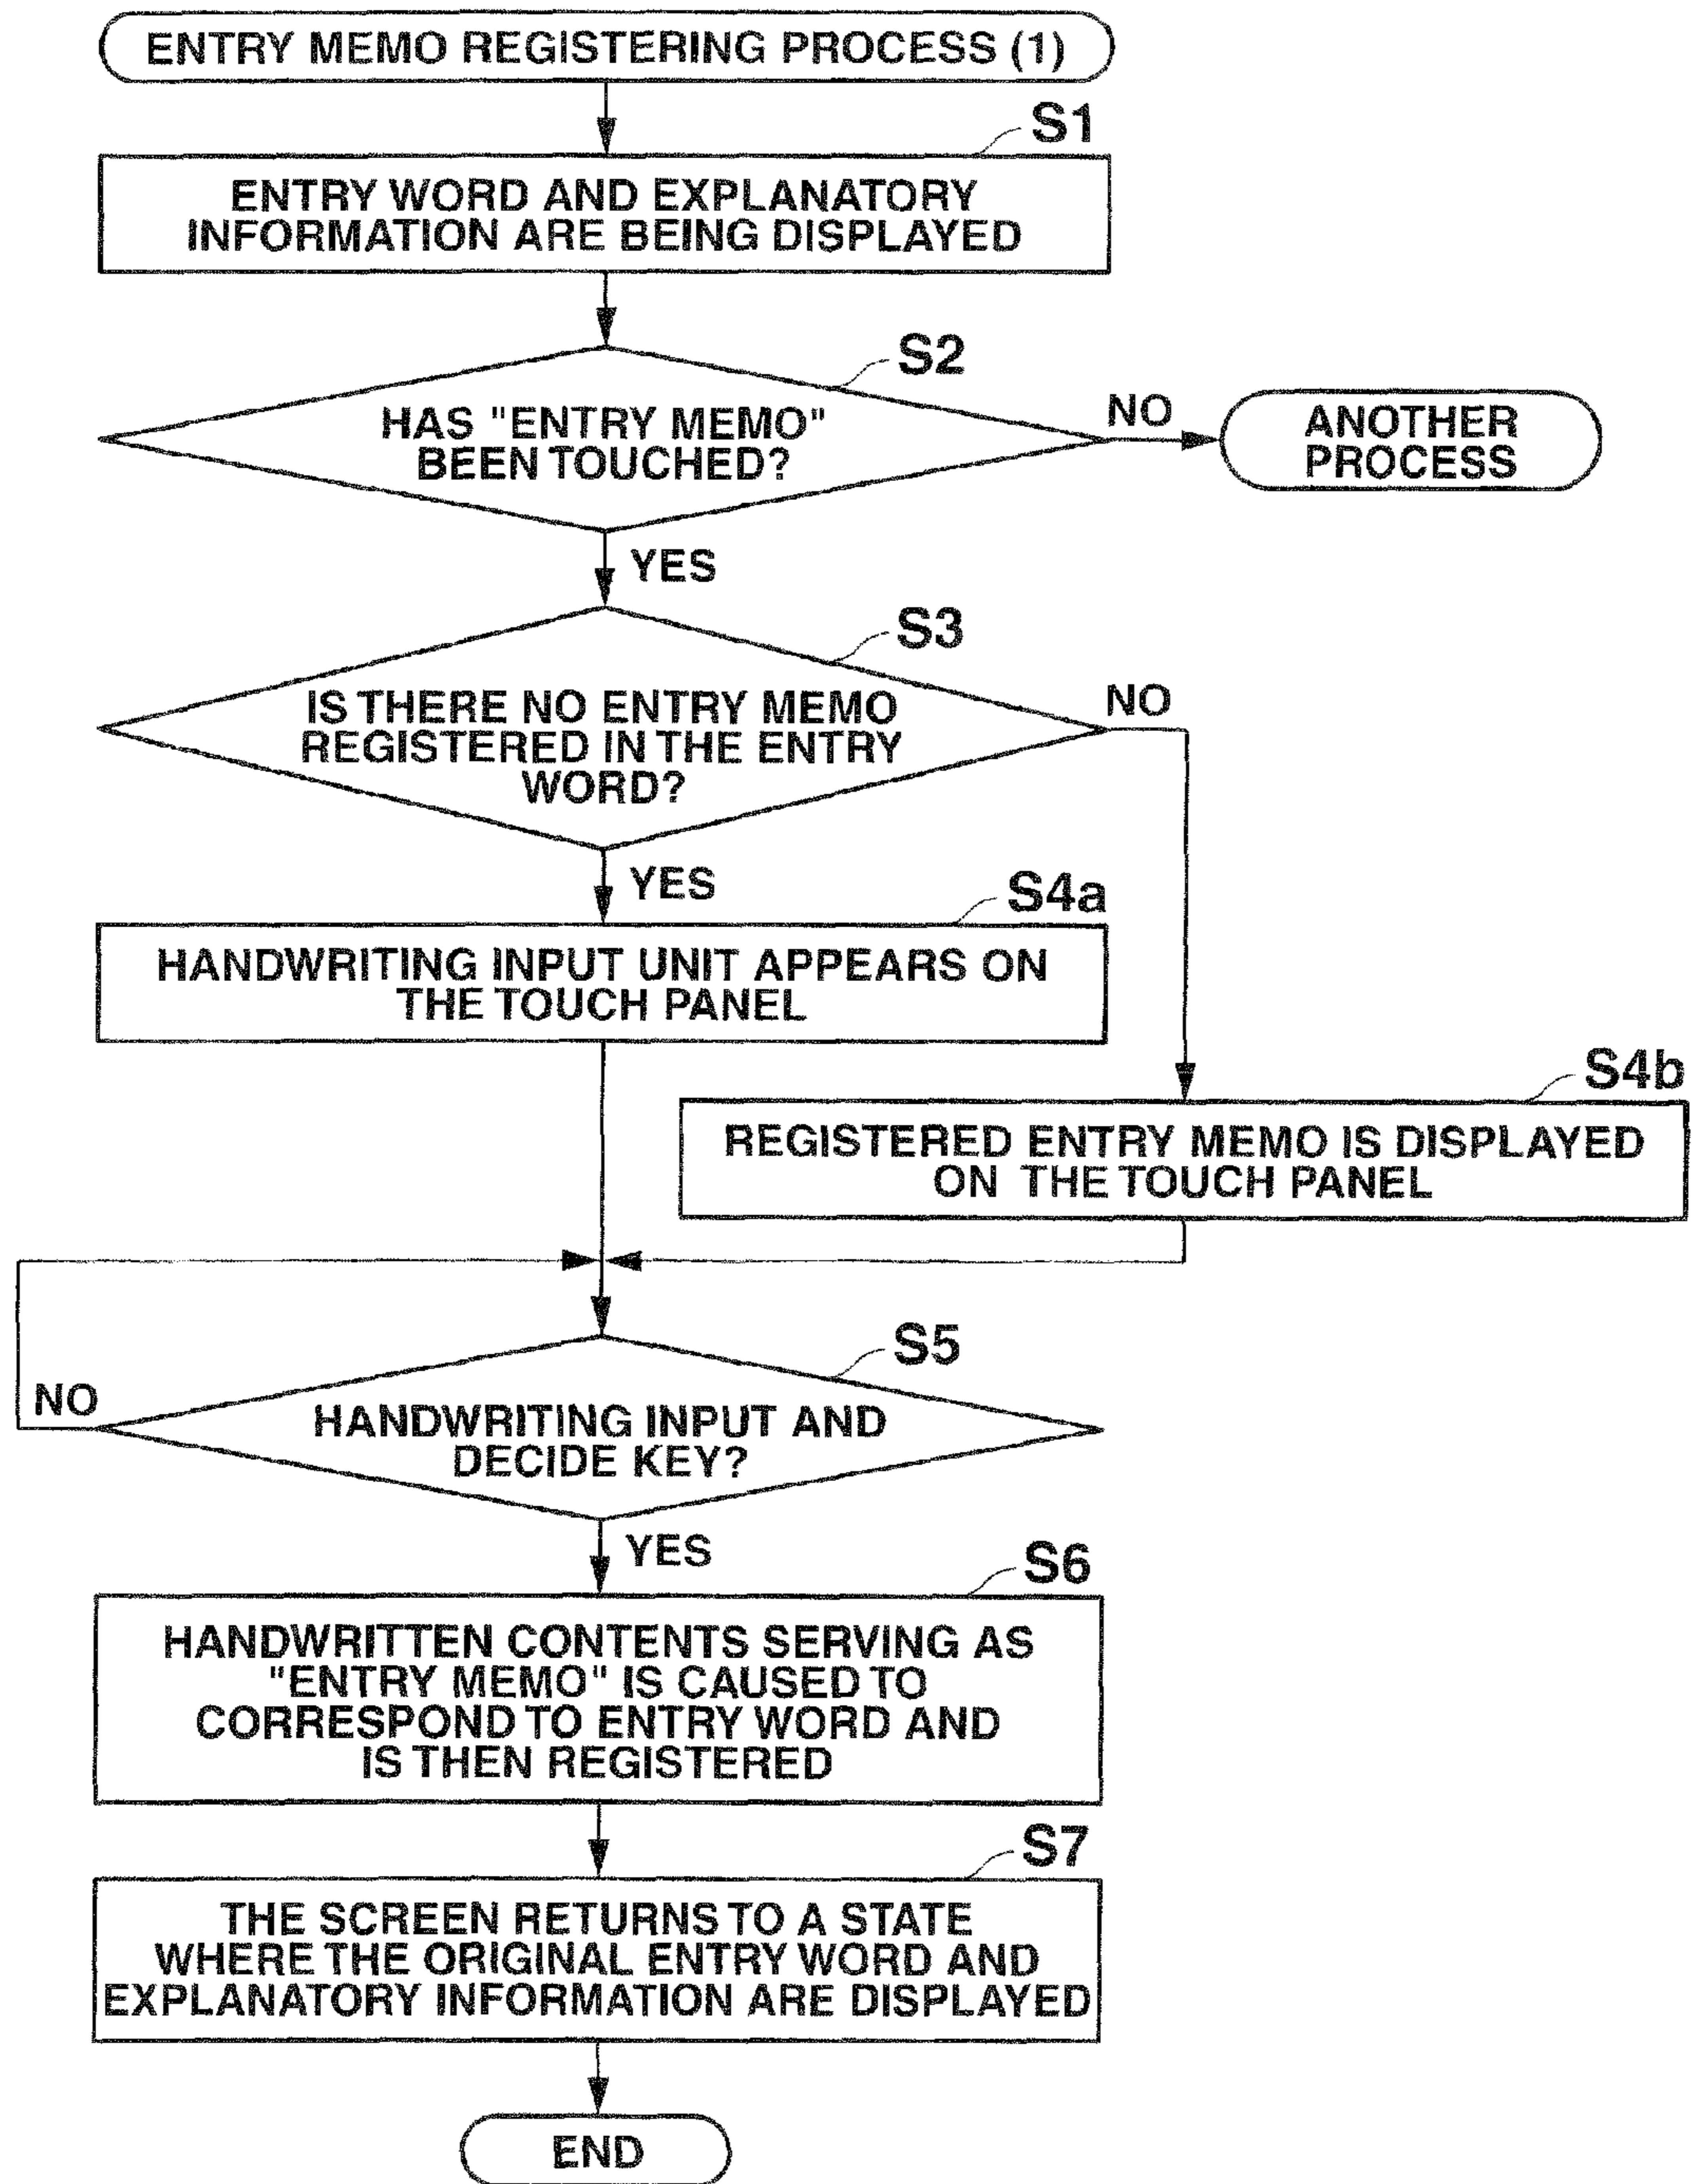 ENTRY MEMO REGISTERING PROCESS (1)
S1
ENTRY WORD AND EXPLANATORY
INFORMATION ARE BEING DISPLAYED
S2
HAS "ENTRY MEMO"
BEEN TOUCHED?
NO
ANOTHER
PROCESS
YES
S3
IS THERE NO ENTRY MEMO
REGISTERED IN THE ENTRY
WORD?
NO
YES
S4a
HANDWRITING INPUT UNIT APPEARS ON
THE TOUCH PANEL
S4b
REGISTERED ENTRY MEMO IS DISPLAYED
ON THE TOUCH PANEL
S5
NO
HANDWRITING INPUT AND
DECIDE KEY?
YES
S6
HANDWRITTEN CONTENTS SERVING AS
"ENTRY MEMO" IS CAUSED TO
CORRESPOND TO ENTRY WORD AND
IS THEN REGISTERED
S7
THE SCREEN RETURNS TO A STATE
WHERE THE ORIGINAL ENTRY WORD AND
EXPLANATORY INFORMATION ARE DISPLAYED
END